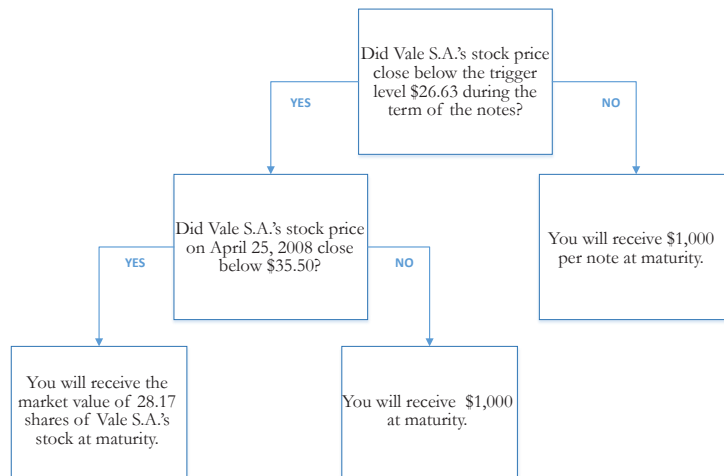 Did Vale S.A.'s stock price
close below the trigger
level $26.63 during the
term of the notes?
YES
NO
Did Vale S.A.'s stock price
on April 25, 2008 close
below $35.50?
You will receive $1,000
per note at maturity.
YES
NO
You will receive the
market value of 28.17
shares of Vale S.A.'s
stock at maturity.
You will receive $1,000
at maturity.